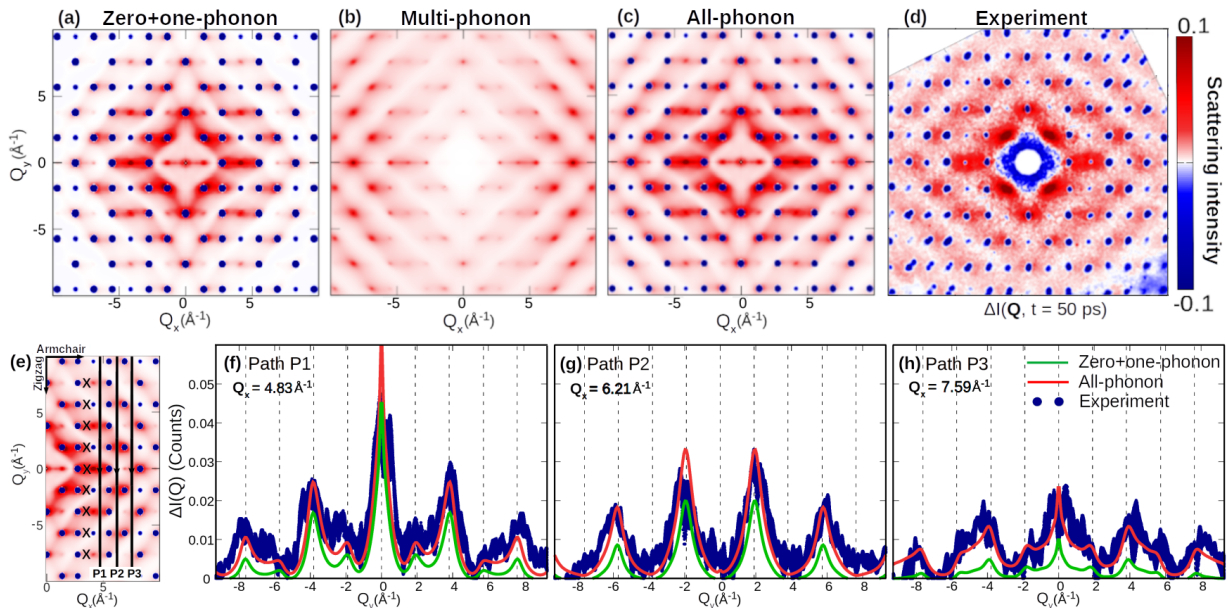 (a) Zero+one-phonon
(b) Multi-phonon
(c) All-phonon
(d) Experiment
5
0
-5
Q_y(Å⁻¹)
-5 0 5
Q_x(Å⁻¹)
-5 0 5
Q_x(Å⁻¹)
-5 0 5
Q_x(Å⁻¹)
ΔI(Q, t = 50 ps)
0.1
Scattering intensity
-0.1
(e)
Armchair
Zigzag
X
X
X
X
X
X
X
X
P1 P2 P3
5
0
-5
Q_y(Å⁻¹)
0 5
Q_x(Å⁻¹)
(f) Path P1
Q_x = 4.83 Å⁻¹
ΔI(Q) (Counts)
0.05
0.04
0.03
0.02
0.01
0
-8 -6 -4 -2 0 2 4 6 8
Q_y(Å⁻¹)
(g) Path P2
Q_x = 6.21 Å⁻¹
-8 -6 -4 -2 0 2 4 6 8
Q_y(Å⁻¹)
(h) Path P3
Q_x = 7.59 Å⁻¹
Zero+one-phonon
All-phonon
Experiment
-8 -6 -4 -2 0 2 4 6 8
Q_y(Å⁻¹)